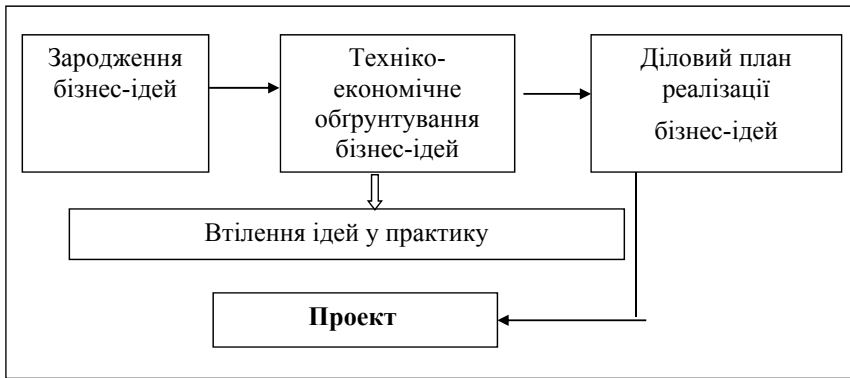 Зародження
бізнес-ідей
Техніко-
економічне
обґрунтування
бізнес-ідей
Діловий план
реалізації
бізнес-ідей
Втілення ідей у практику
Проект